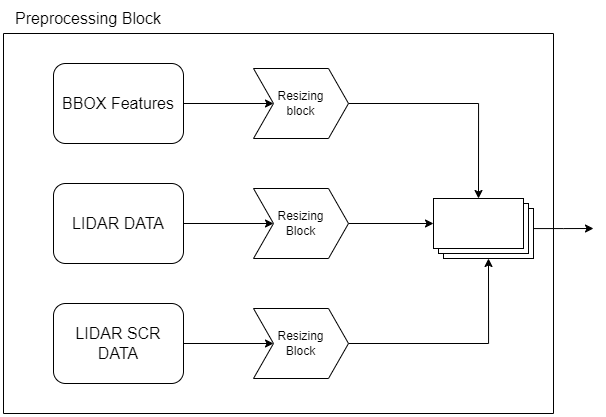 Preprocessing Block
BBOX Features
Resizing
block
LIDAR DATA
Resizing
Block
LIDAR SCR
DATA
Resizing
Block